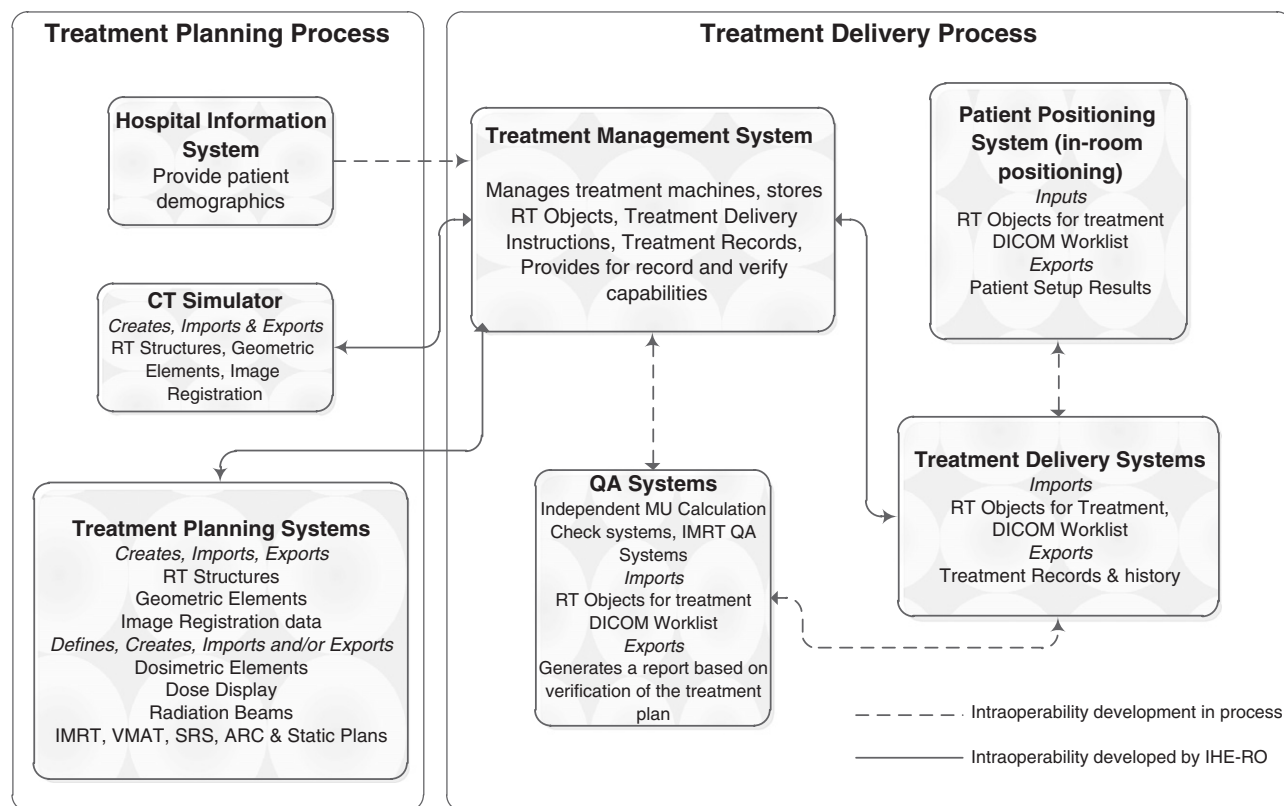 Treatment Planning Process
Hospital Information
System
Provide patient
demographics
CT Simulator
Creates, Imports & Exports
RT Structures, Geometric
Elements, Image
Registration
Treatment Planning Systems
Creates, Imports, Exports
RT Structures
Geometric Elements
Image Registration data
Defines, Creates, Imports and/or Exports
Dosimetric Elements
Dose Display
Radiation Beams
IMRT, VMAT, SRS, ARC & Static Plans
Treatment Delivery Process
Treatment Management System
Manages treatment machines, stores
RT Objects, Treatment Delivery
Instructions, Treatment Records,
Provides for record and verify
capabilities
Patient Positioning
System (in-room
positioning)
Inputs
RT Objects for treatment
DICOM Worklist
Exports
Patient Setup Results
QA Systems
Independent MU Calculation
Check systems, IMRT QA
Systems
Imports
RT Objects for treatment
DICOM Worklist
Exports
Generates a report based on
verification of the treatment
plan
Treatment Delivery Systems
Imports
RT Objects for Treatment,
DICOM Worklist
Exports
Treatment Records & history
Intraoperability development in process
Intraoperability developed by IHE-RO